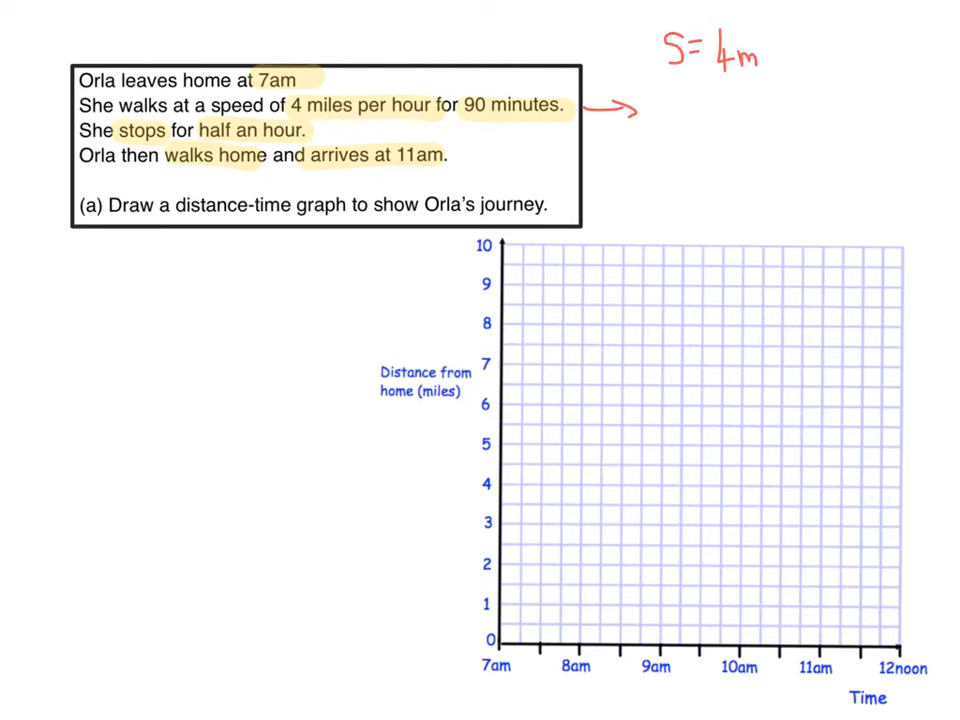 S= 4m
Orla leaves home at 7am
She walks at a speed of 4 miles per hour for 90 minutes.
She stops for half an hour.
Orla then walks home and arrives at 11am.
(a) Draw a distance-time graph to show Orla's journey.
10
9
8
7
Distance from
home (miles)
6
5
4
3
2
1
0
7am 8am 9am 10am 11am 12noon
Time